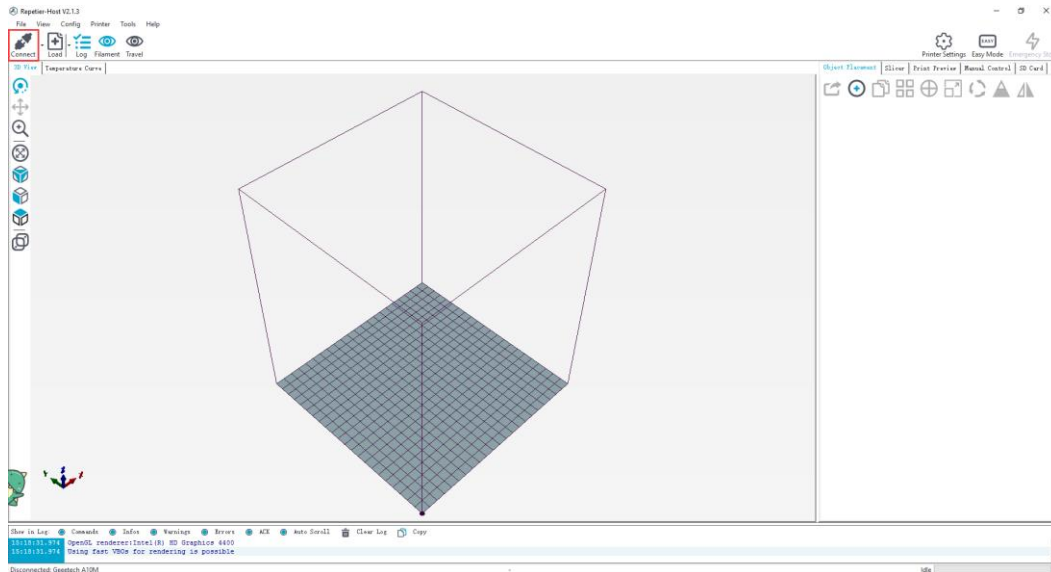 Repetier-Host V2.1.3
File View Config Printer Tools Help
Connect Load Log Filament Travel Printer Settings Easy Mode Emergency Sto
EASY
3D View Temperature Curve Object Placement Slicer Print Preview Manual Control SD Card
Show in Log: Commands Infos Warnings Errors ACK Auto Scroll Clear Log Copy
15:18:31.974 OpenGL renderer:Intel(R) HD Graphics 4400
15:18:31.974 Using fast VBOs for rendering is possible
Disconnected: Geeetech A10M - Idle